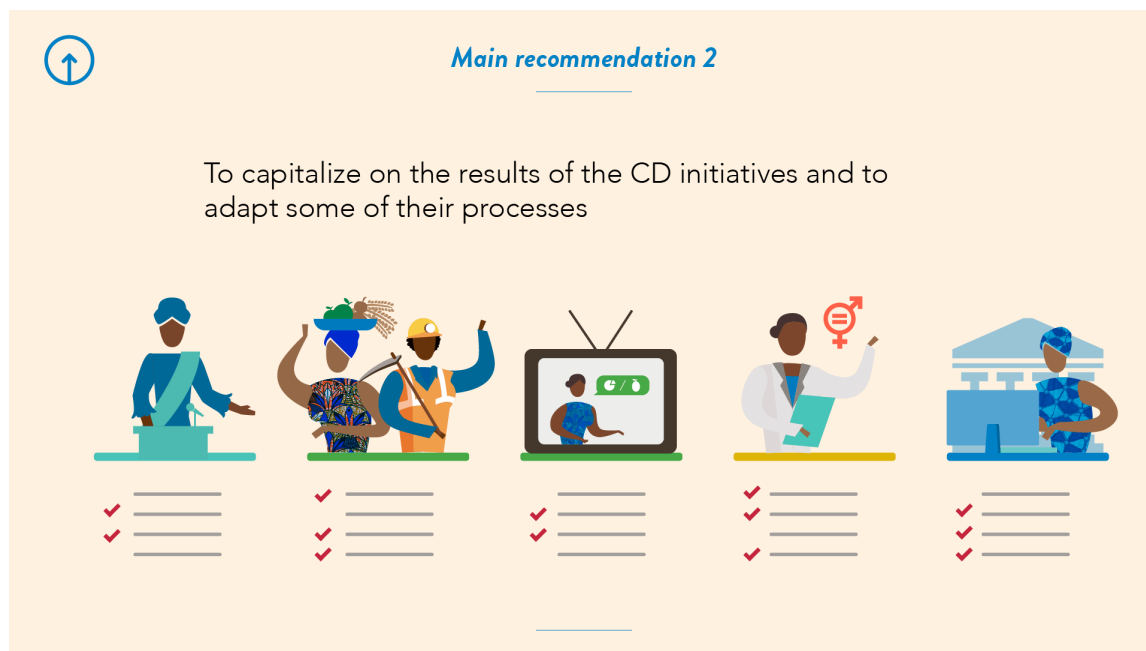 Main recommendation 2
To capitalize on the results of the CD initiatives and to
adapt some of their processes